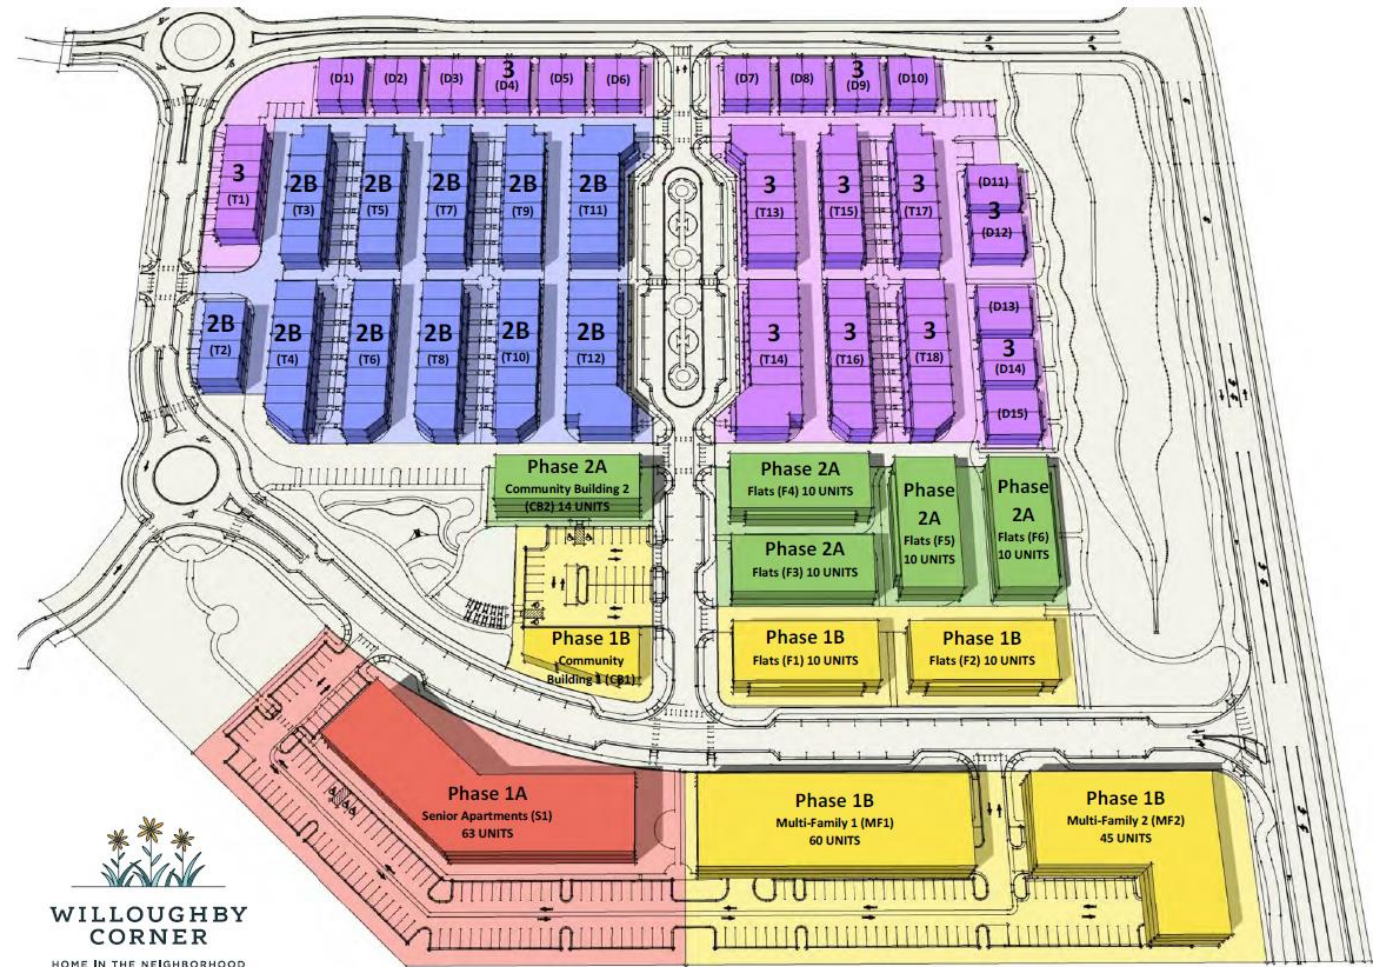 (D1) (D2) (D3) 3 (D5) (D6) (D7) (D8) 3 (D10)
(D4) (D9)
3 2B 2B 2B 2B 2B 3 3 3 (D11)
(T1) (T3) (T5) (T7) (T9) (T11) (T13) (T15) (T17) 3
(D12)
2B 2B 2B 2B 2B 2B 3 3 3 (D13)
(T2) (T4) (T6) (T8) (T10) (T12) (T14) (T16) (T18) 3
(D14)
(D15)
Phase 2A
Community Building 2
(CB2) 14 UNITS
Phase 2A
Flats (F4) 10 UNITS
Phase 2A
Flats (F3) 10 UNITS
Phase
2A
Flats (F5)
10 UNITS
Phase
2A
Flats (F6)
10 UNITS
Phase 1B
Community
Building 1 (CB1)
Phase 1B
Flats (F1) 10 UNITS
Phase 1B
Flats (F2) 10 UNITS
Phase 1A
Senior Apartments (S1)
63 UNITS
Phase 1B
Multi-Family 1 (MF1)
60 UNITS
Phase 1B
Multi-Family 2 (MF2)
45 UNITS
WILLOUGHBY
CORNER
HOME IN THE NEIGHBORHOOD